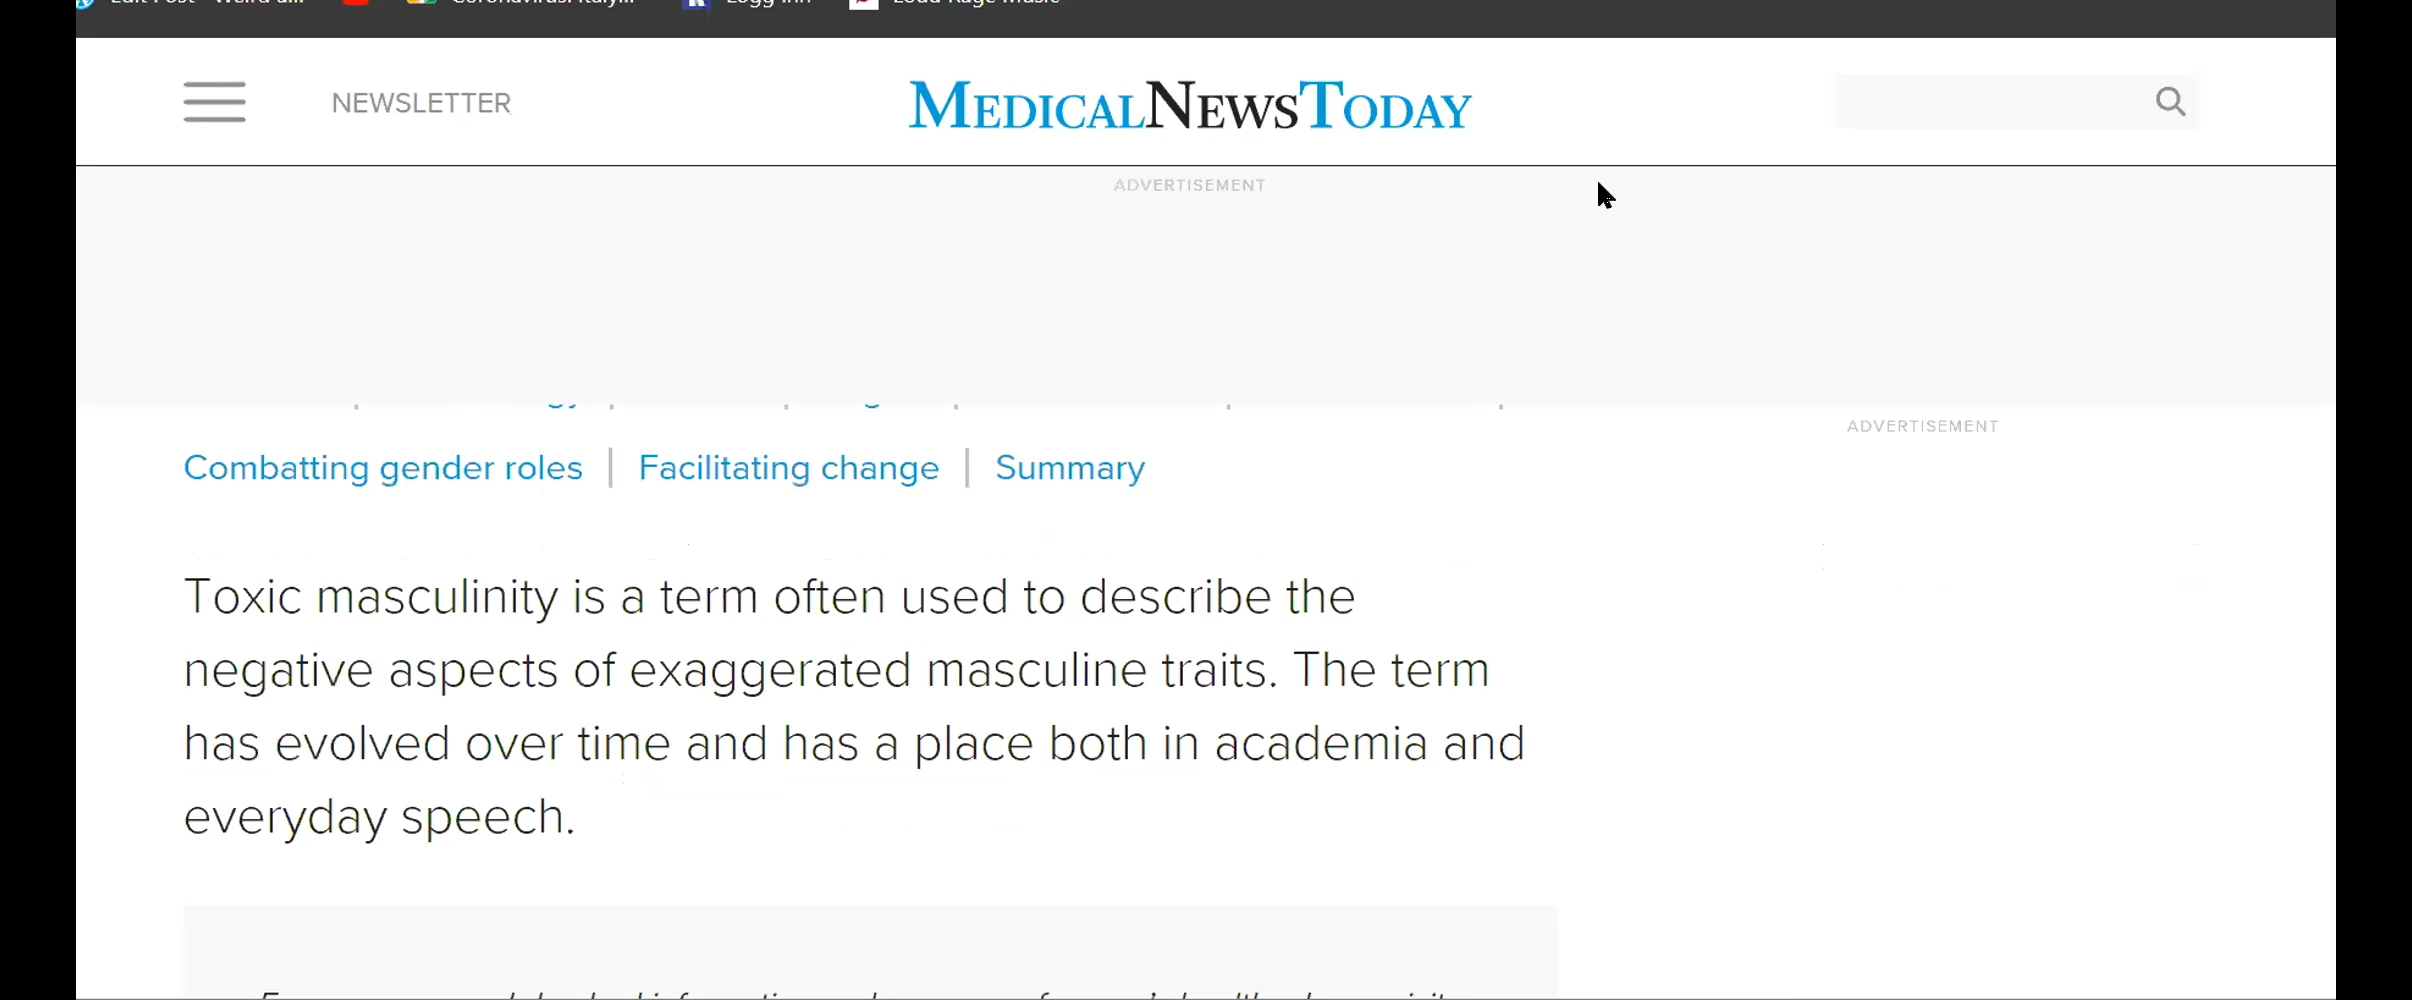 NEWSLETTER
MEDICALNEWSTODAY
ADVERTISEMENT
ADVERTISEMENT
Combatting gender roles | Facilitating change | Summary
Toxic masculinity is a term often used to describe the
negative aspects of exaggerated masculine traits. The term
has evolved over time and has a place both in academia and
everyday speech.